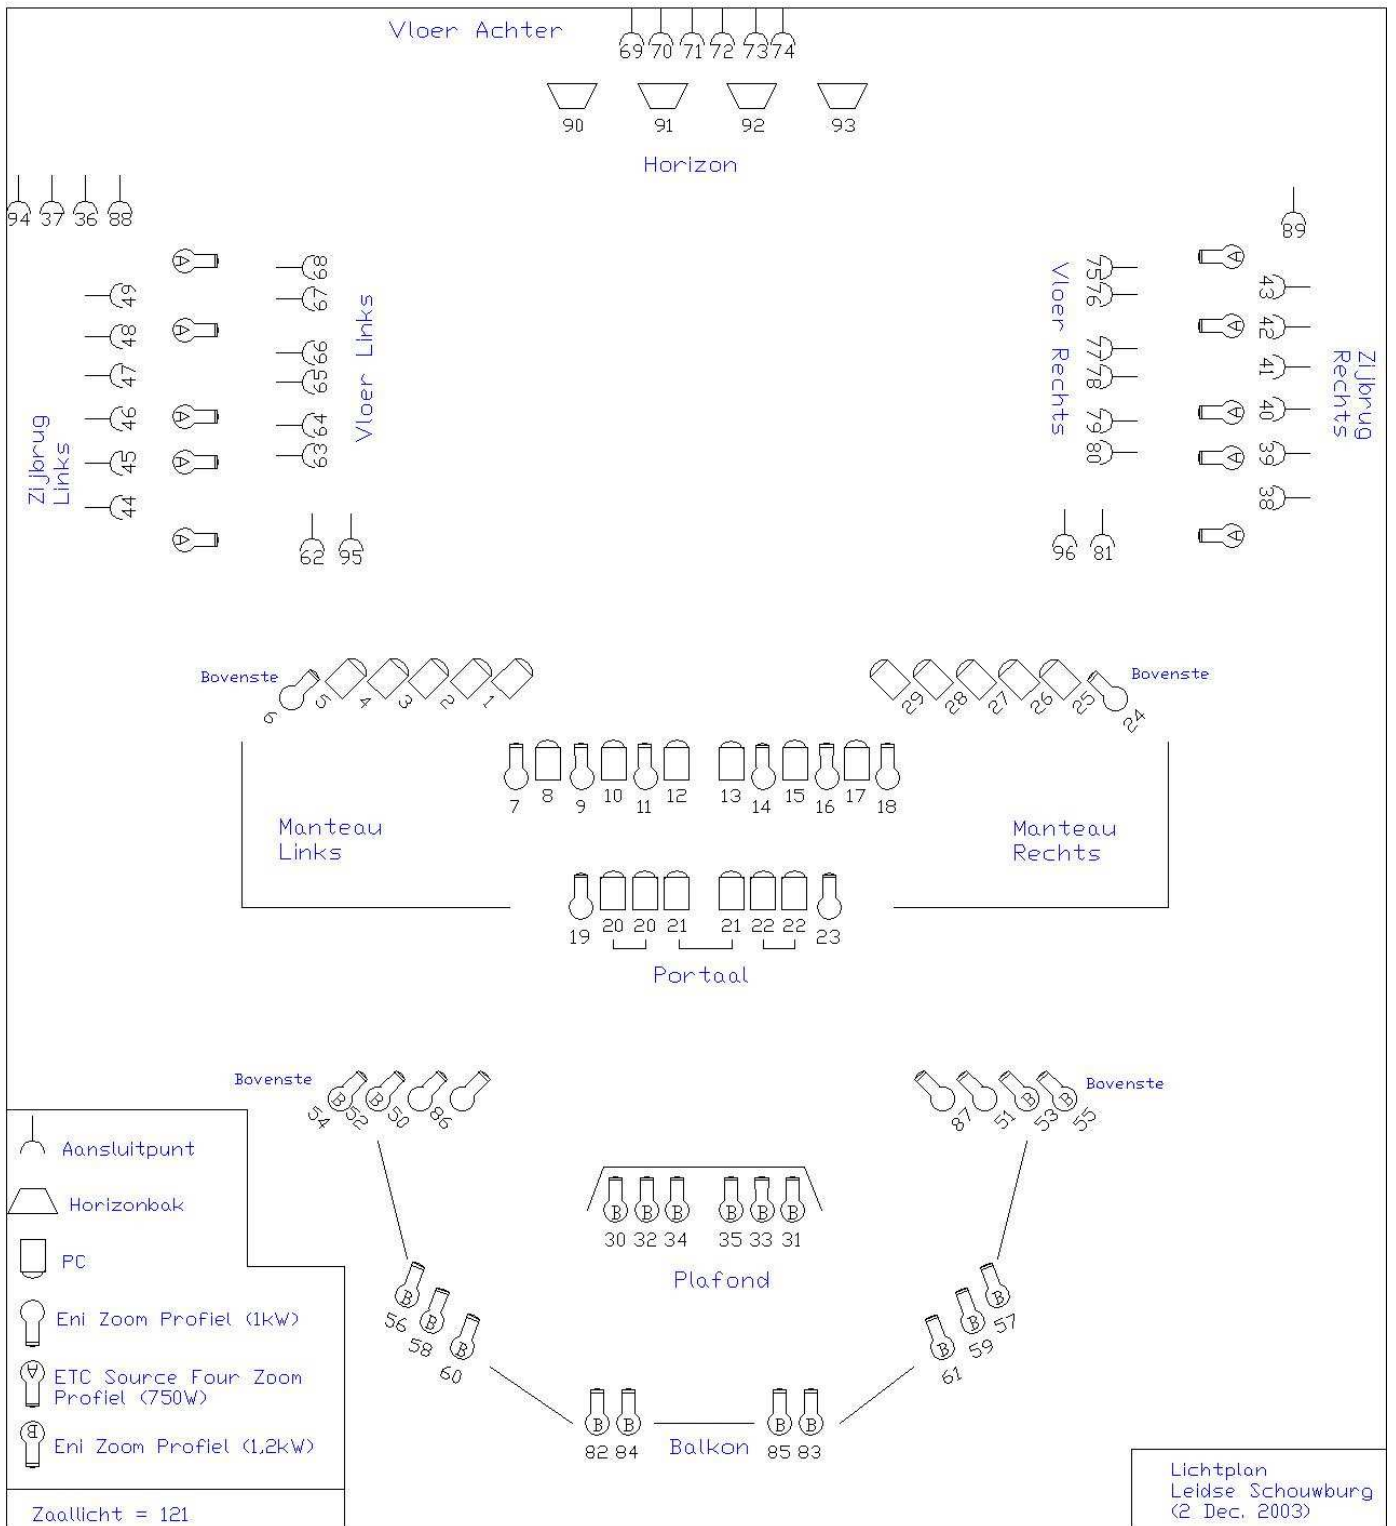 Vloer Achter
69 70 71 72 73 74
90 91 92 93
Horizon
94 37 36 88
89
49
48
47
46
45
44
Zijbrug
Links
A
A
A
A
A
68
67
66
65
64
63
Vloer Links
62 95
Vloer Rechts
75
76
77
78
79
80
96 81
A
A
A
A
A
43
42
41
40
39
38
Zijbrug
Rechts
Bovenste
6 5 4 3 2 1
29 28 27 26 25 24
Bovenste
7 8 9 10 11 12 13 14 15 16 17 18
Manteau
Links
Manteau
Rechts
19 20 20 21 21 22 22 23
Portaal
Bovenste
B B
54 52 50 86
87 51 53 55
B B
Bovenste
B B B B B B
30 32 34 35 33 31
Plafond
B B B
56 58 60
B B B
61 59 57
B B B B
82 84 85 83
Balkon
Aansluitpunt
Horizonbak
PC
Eni Zoom Profiel (1kW)
A
ETC Source Four Zoom
Profiel (750W)
B
Eni Zoom Profiel (1,2kW)
Zaallicht = 121
Lichtplan
Leidse Schouwburg
(2 Dec. 2003)